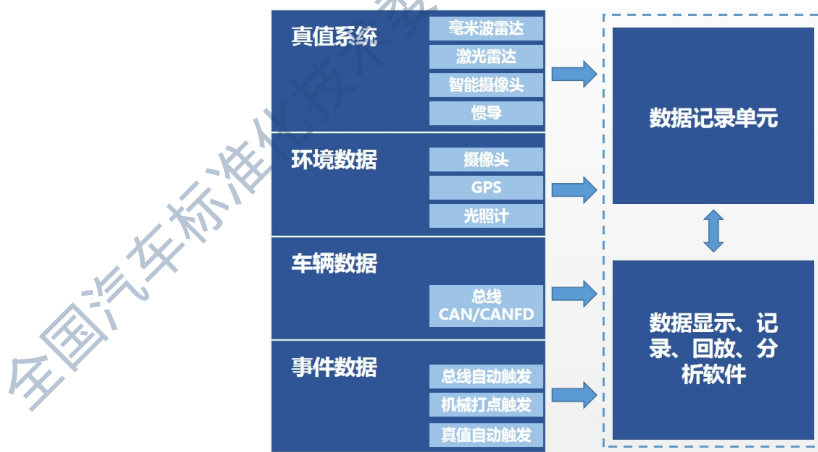 真值系统
毫米波雷达
激光雷达
智能摄像头
惯导
环境数据
摄像头
GPS
光照计
车辆数据
总线
CAN/CANFD
事件数据
总线自动触发
机械打点触发
真值自动触发
数据记录单元
数据显示、记
录、回放、分
析软件
全国汽车标准化技术委